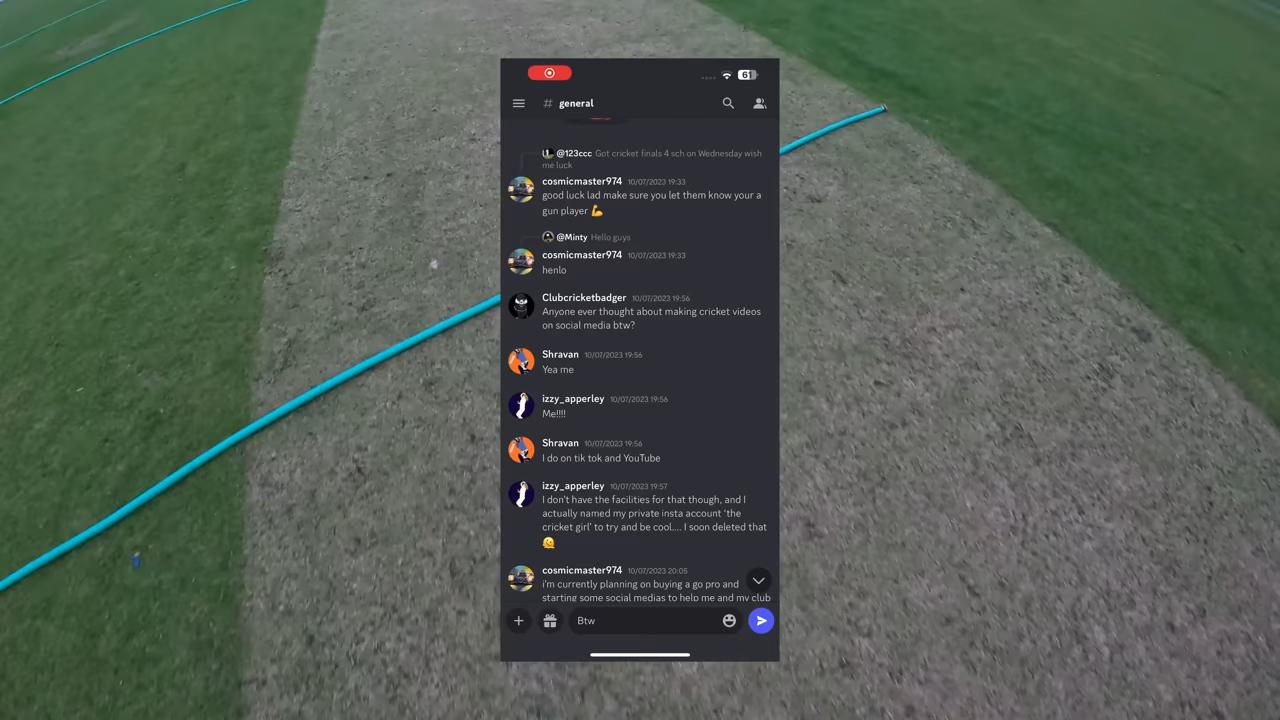 61
# general
@123ccc Got cricket finals 4 sch on Wednesday wish
me luck
cosmicmaster974 10/07/2023 19:33
good luck lad make sure you let them know your a
gun player 💪
@Minty Hello guys
cosmicmaster974 10/07/2023 19:33
henlo
Clubcricketbadger 10/07/2023 19:56
Anyone ever thought about making cricket videos
on social media btw?
Shravan 10/07/2023 19:56
Yea me
izzy_apperley 10/07/2023 19:56
Me!!!!
Shravan 10/07/2023 19:56
I do on tik tok and YouTube
izzy_apperley 10/07/2023 19:57
I don't have the facilities for that though, and I
actually named my private insta account 'the
cricket girl' to try and be cool.... I soon deleted that
🫠
cosmicmaster974 10/07/2023 20:05
i'm currently planning on buying a go pro and
starting some social medias to help me and my club
Btw